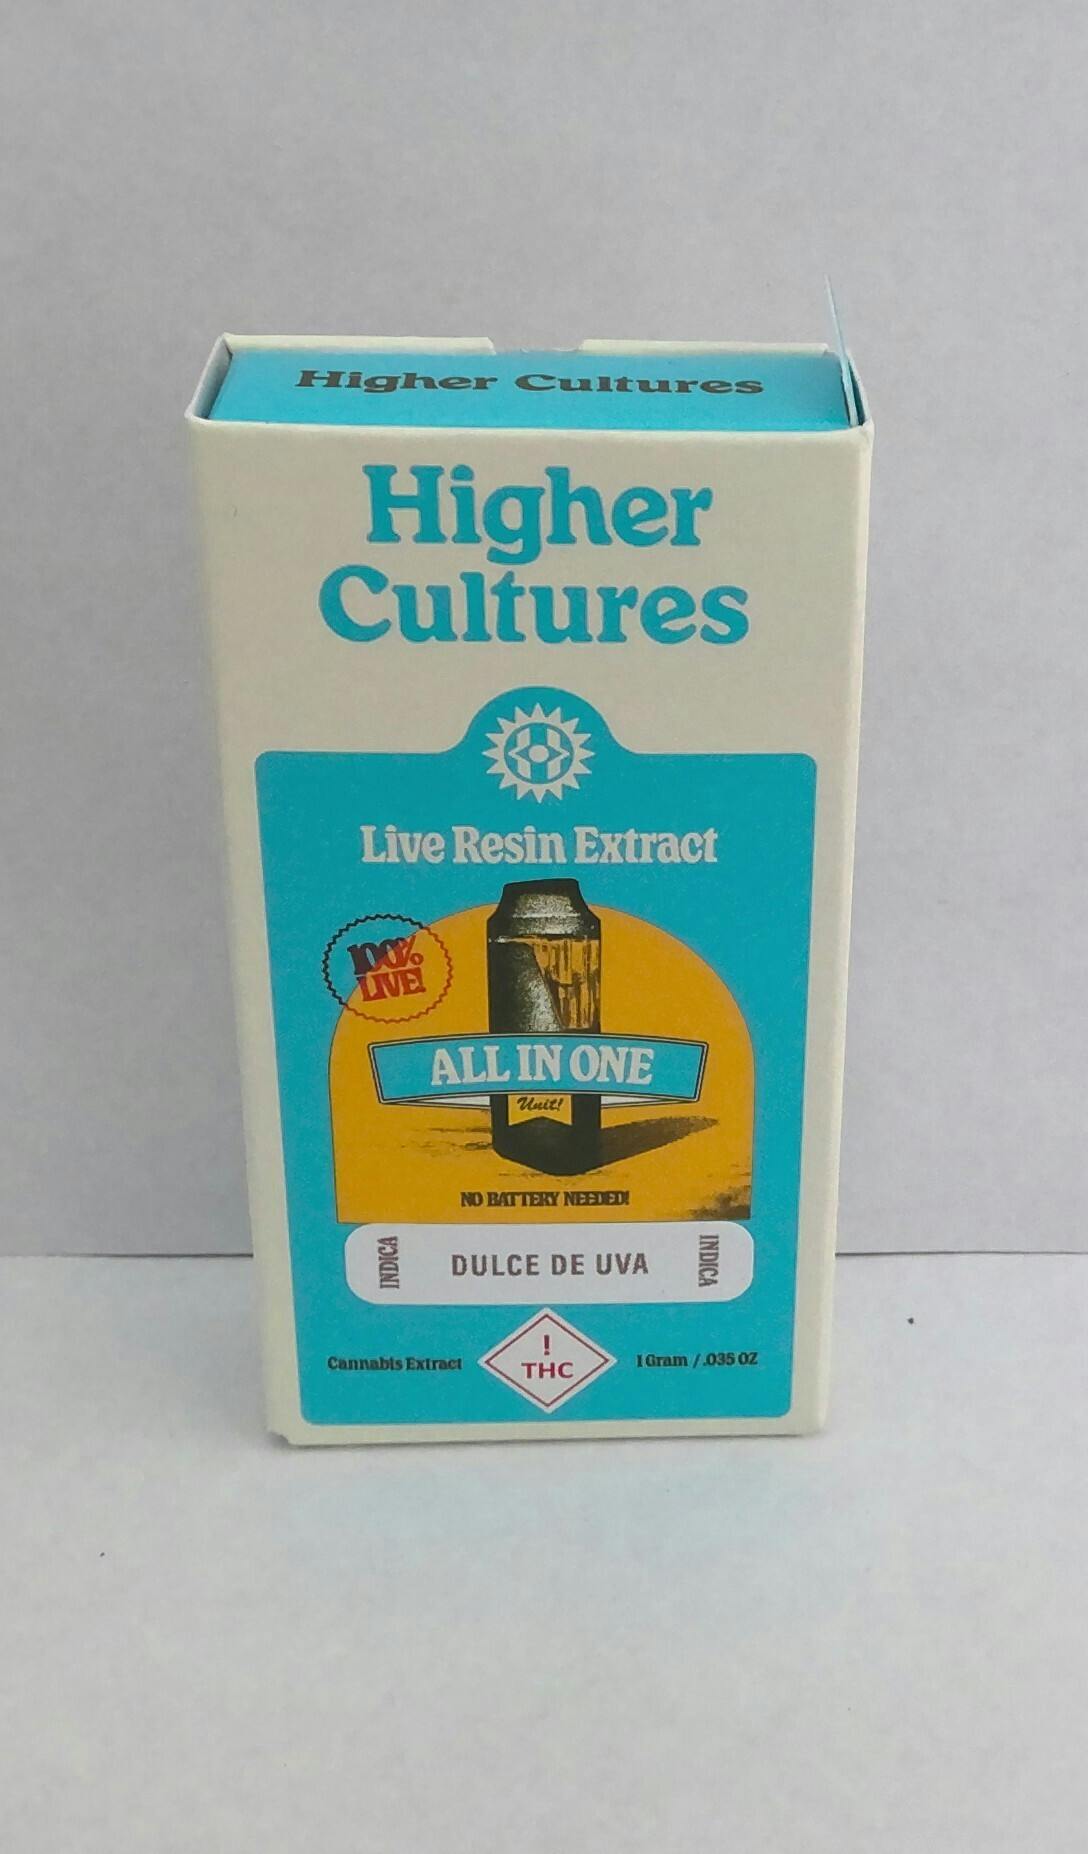 Higher Cultures
Higher
Cultures
Live Resin Extract
100%
LIVE!
ALL IN ONE
Unit!
NO BATTERY NEEDED!
INDICA
DULCE DE UVA
INDICA
Cannabis Extract
!
THC
1 Gram / .035 OZ